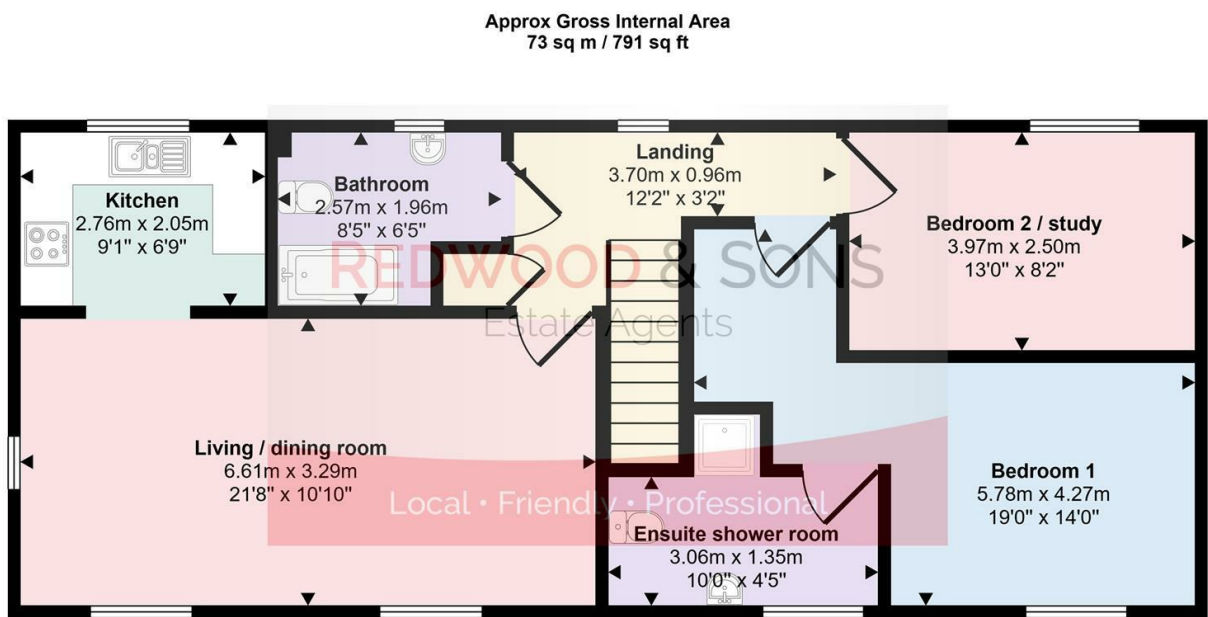 Approx Gross Internal Area
73 sq m / 791 sq ft
Kitchen
2.76m x 2.05m
9'1" x 6'9"
Bathroom
2.57m x 1.96m
8'5" x 6'5"
Landing
3.70m x 0.96m
12'2" x 3'2"
Bedroom 2 / study
3.97m x 2.50m
13'0" x 8'2"
REDWOOD & SONS
Estate Agents
Living / dining room
6.61m x 3.29m
21'8" x 10'10"
Local • Friendly • Professional
Ensuite shower room
3.06m x 1.35m
10'0" x 4'5"
Bedroom 1
5.78m x 4.27m
19'0" x 14'0"